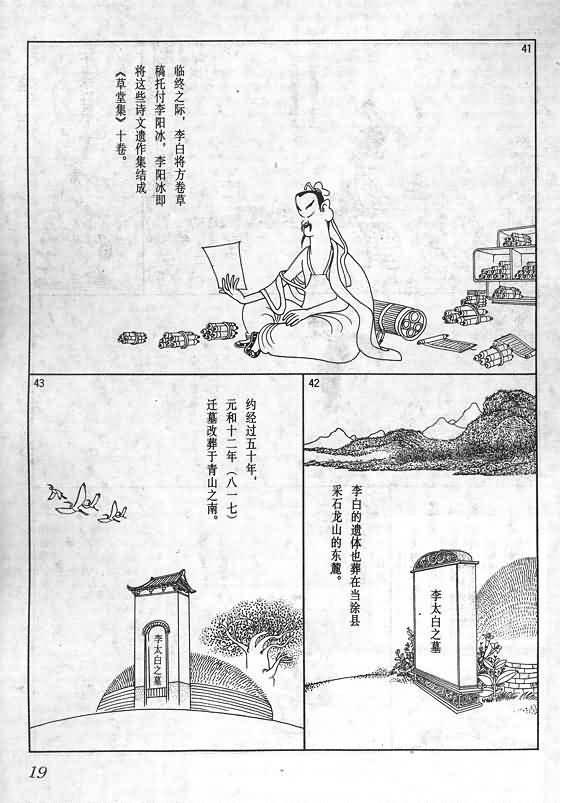 41
临终之际，李白将方卷草
稿托付李阳冰，李阳冰即
将这些诗文遗作集结成
《草堂集》十卷。
42
李白的遗体也葬在当涂县
采石龙山的东麓。
李太白之墓
43
约经过五十年，
元和十二年（八一七）
迁墓改葬于青山之南。
李太白之墓
19